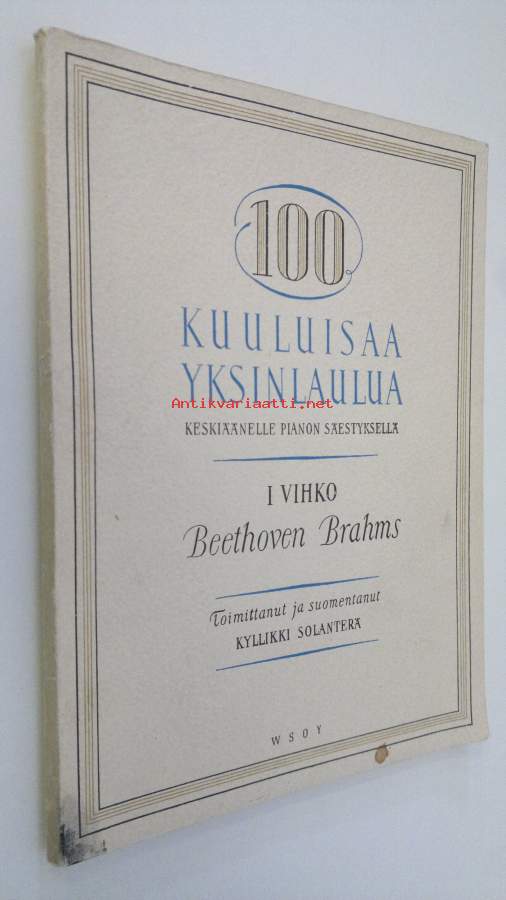 100
KUULUISAA
YKSINLAULUA
Antikvariaatti.net
KESKIÄÄNELLE PIANON SÄESTYKSELLÄ
I VIHKO
Beethoven Brahms
Toimittanut ja suomentanut
KYLLIKKI SOLANTERÄ
WSOY